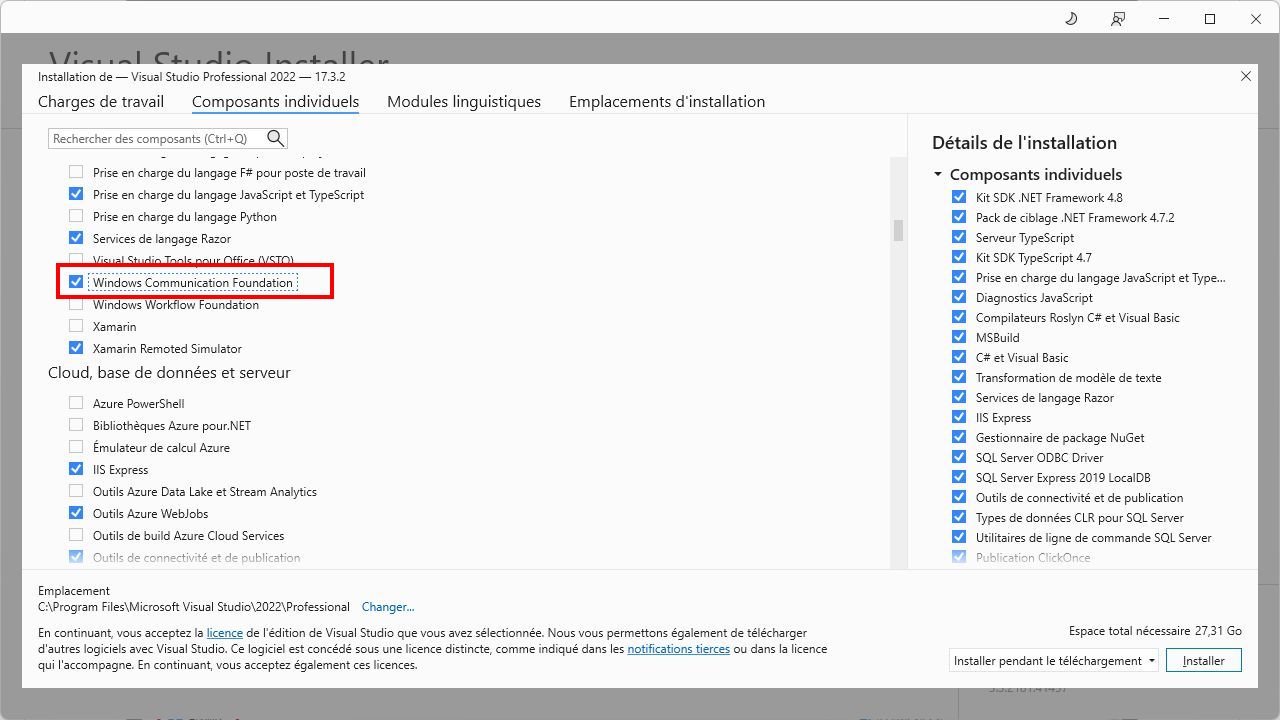 Visual Studio Installer
Installation de — Visual Studio Professional 2022 — 17.3.2
Charges de travail
Composants individuels
Modules linguistiques
Emplacements d'installation
Rechercher des composants (Ctrl+Q)
Prise en charge du langage F# pour poste de travail
Prise en charge du langage JavaScript et TypeScript
Prise en charge du langage Python
Services de langage Razor
Visual Studio Tools pour Office (VSTO)
Windows Communication Foundation
Windows Workflow Foundation
Xamarin
Xamarin Remoted Simulator
Cloud, base de données et serveur
Azure PowerShell
Bibliothèques Azure pour.NET
Émulateur de calcul Azure
IIS Express
Outils Azure Data Lake et Stream Analytics
Outils Azure WebJobs
Outils de build Azure Cloud Services
Outils de connectivité et de publication
Détails de l'installation
Composants individuels
Kit SDK .NET Framework 4.8
Pack de ciblage .NET Framework 4.7.2
Serveur TypeScript
Kit SDK TypeScript 4.7
Prise en charge du langage JavaScript et Type...
Diagnostics JavaScript
Compilateurs Roslyn C# et Visual Basic
MSBuild
C# et Visual Basic
Transformation de modèle de texte
Services de langage Razor
IIS Express
Gestionnaire de package NuGet
SQL Server ODBC Driver
SQL Server Express 2019 LocalDB
Outils de connectivité et de publication
Types de données CLR pour SQL Server
Utilitaires de ligne de commande SQL Server
Publication ClickOnce
Emplacement
C:\Program Files\Microsoft Visual Studio\2022\Professional Changer...
En continuant, vous acceptez la licence de l'édition de Visual Studio que vous avez sélectionnée. Nous vous permettons également de télécharger
d'autres logiciels avec Visual Studio. Ce logiciel est concédé sous une licence distincte, comme indiqué dans les notifications tierces ou dans la licence
qui l'accompagne. En continuant, vous acceptez également ces licences.
Espace total nécessaire 27,31 Go
Installer pendant le téléchargement
Installer